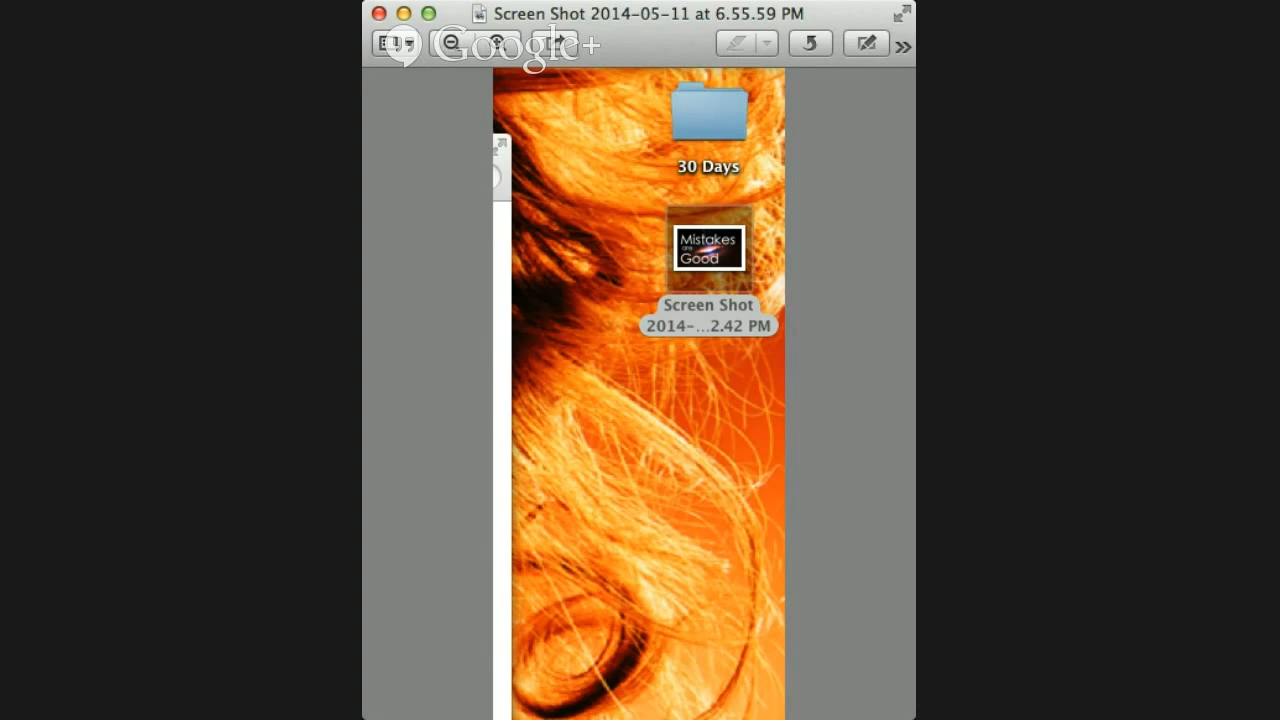 Screen Shot 2014-05-11 at 6.55.59 PM
Google+
30 Days
Mistakes
are
Good
Screen Shot
2014-...2.42 PM